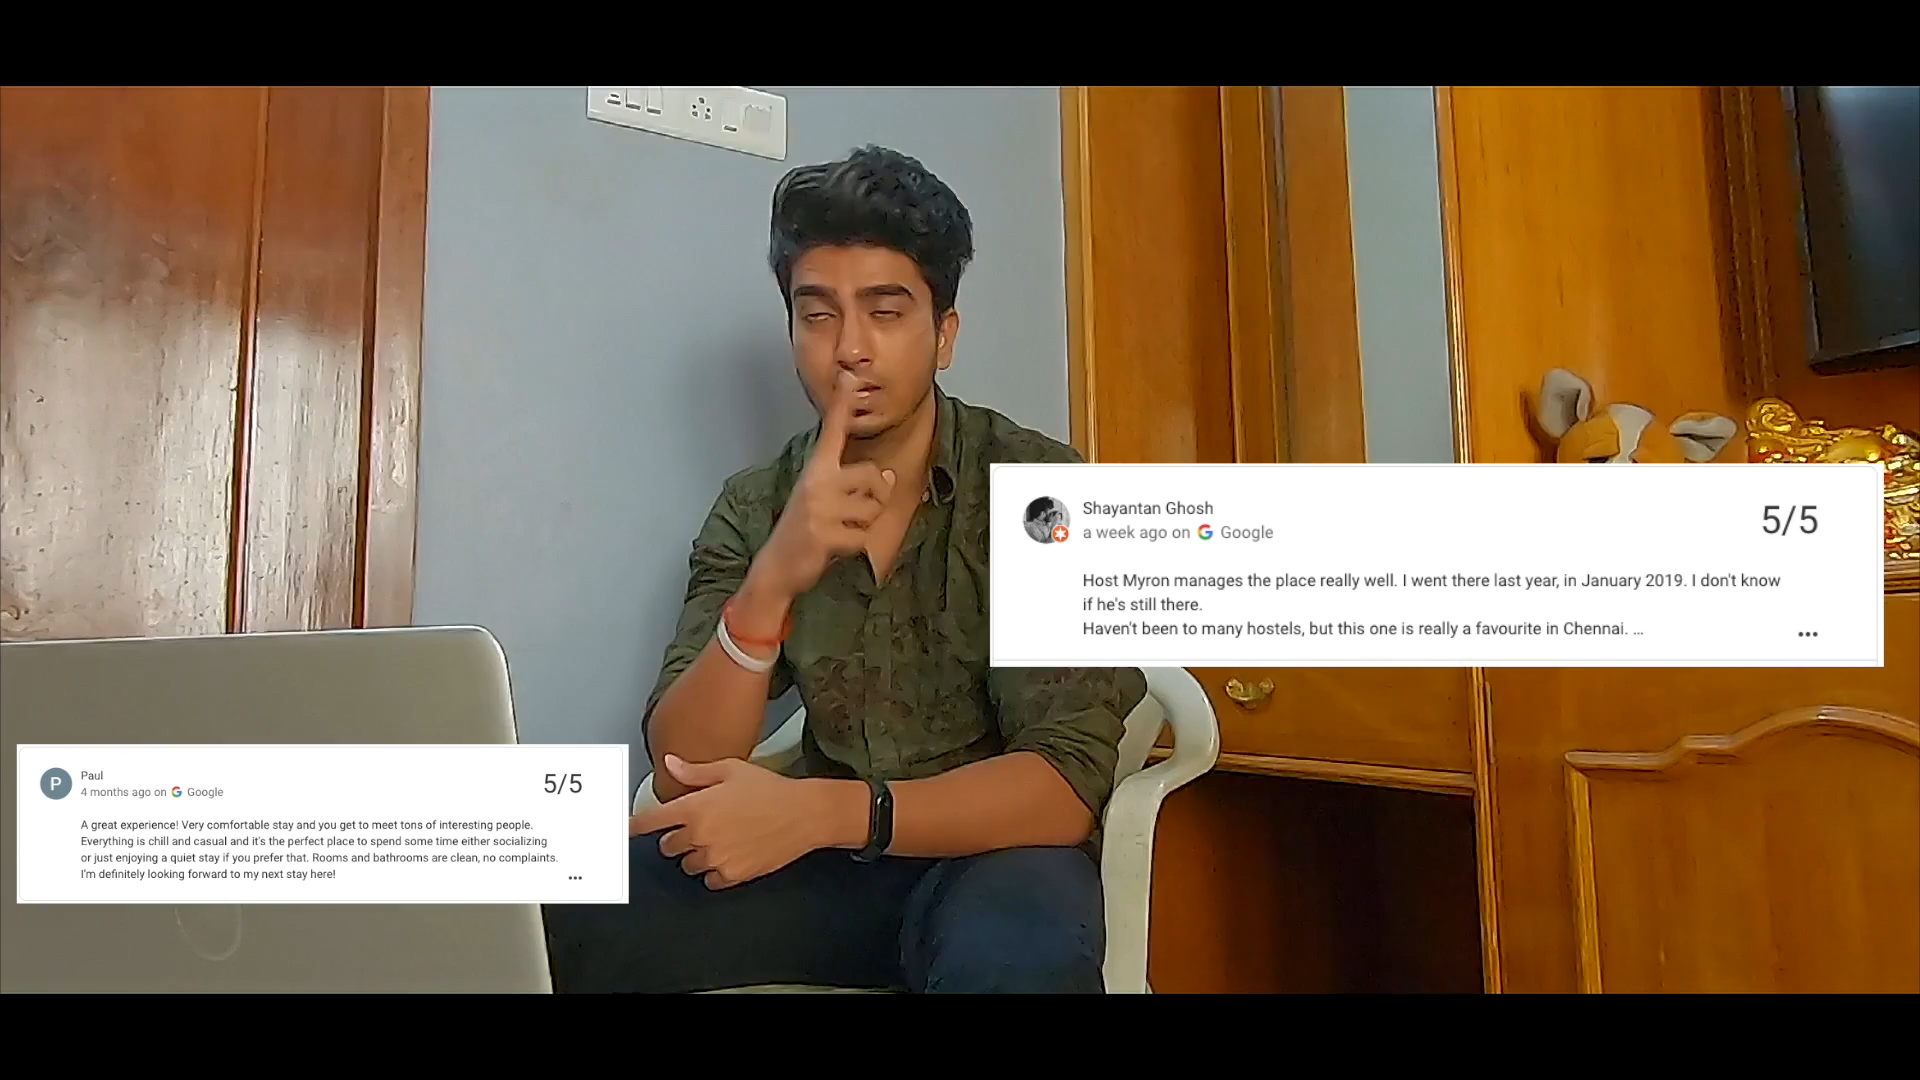 Shayantan Ghosh
a week ago on Google
5/5
Host Myron manages the place really well. I went there last year, in January 2019. I don't know
if he's still there.
Haven't been to many hostels, but this one is really a favourite in Chennai. ...
P
Paul
4 months ago on Google
5/5
A great experience! Very comfortable stay and you get to meet tons of interesting people.
Everything is chill and casual and it's the perfect place to spend some time either socializing
or just enjoying a quiet stay if you prefer that. Rooms and bathrooms are clean, no complaints.
I'm definitely looking forward to my next stay here!